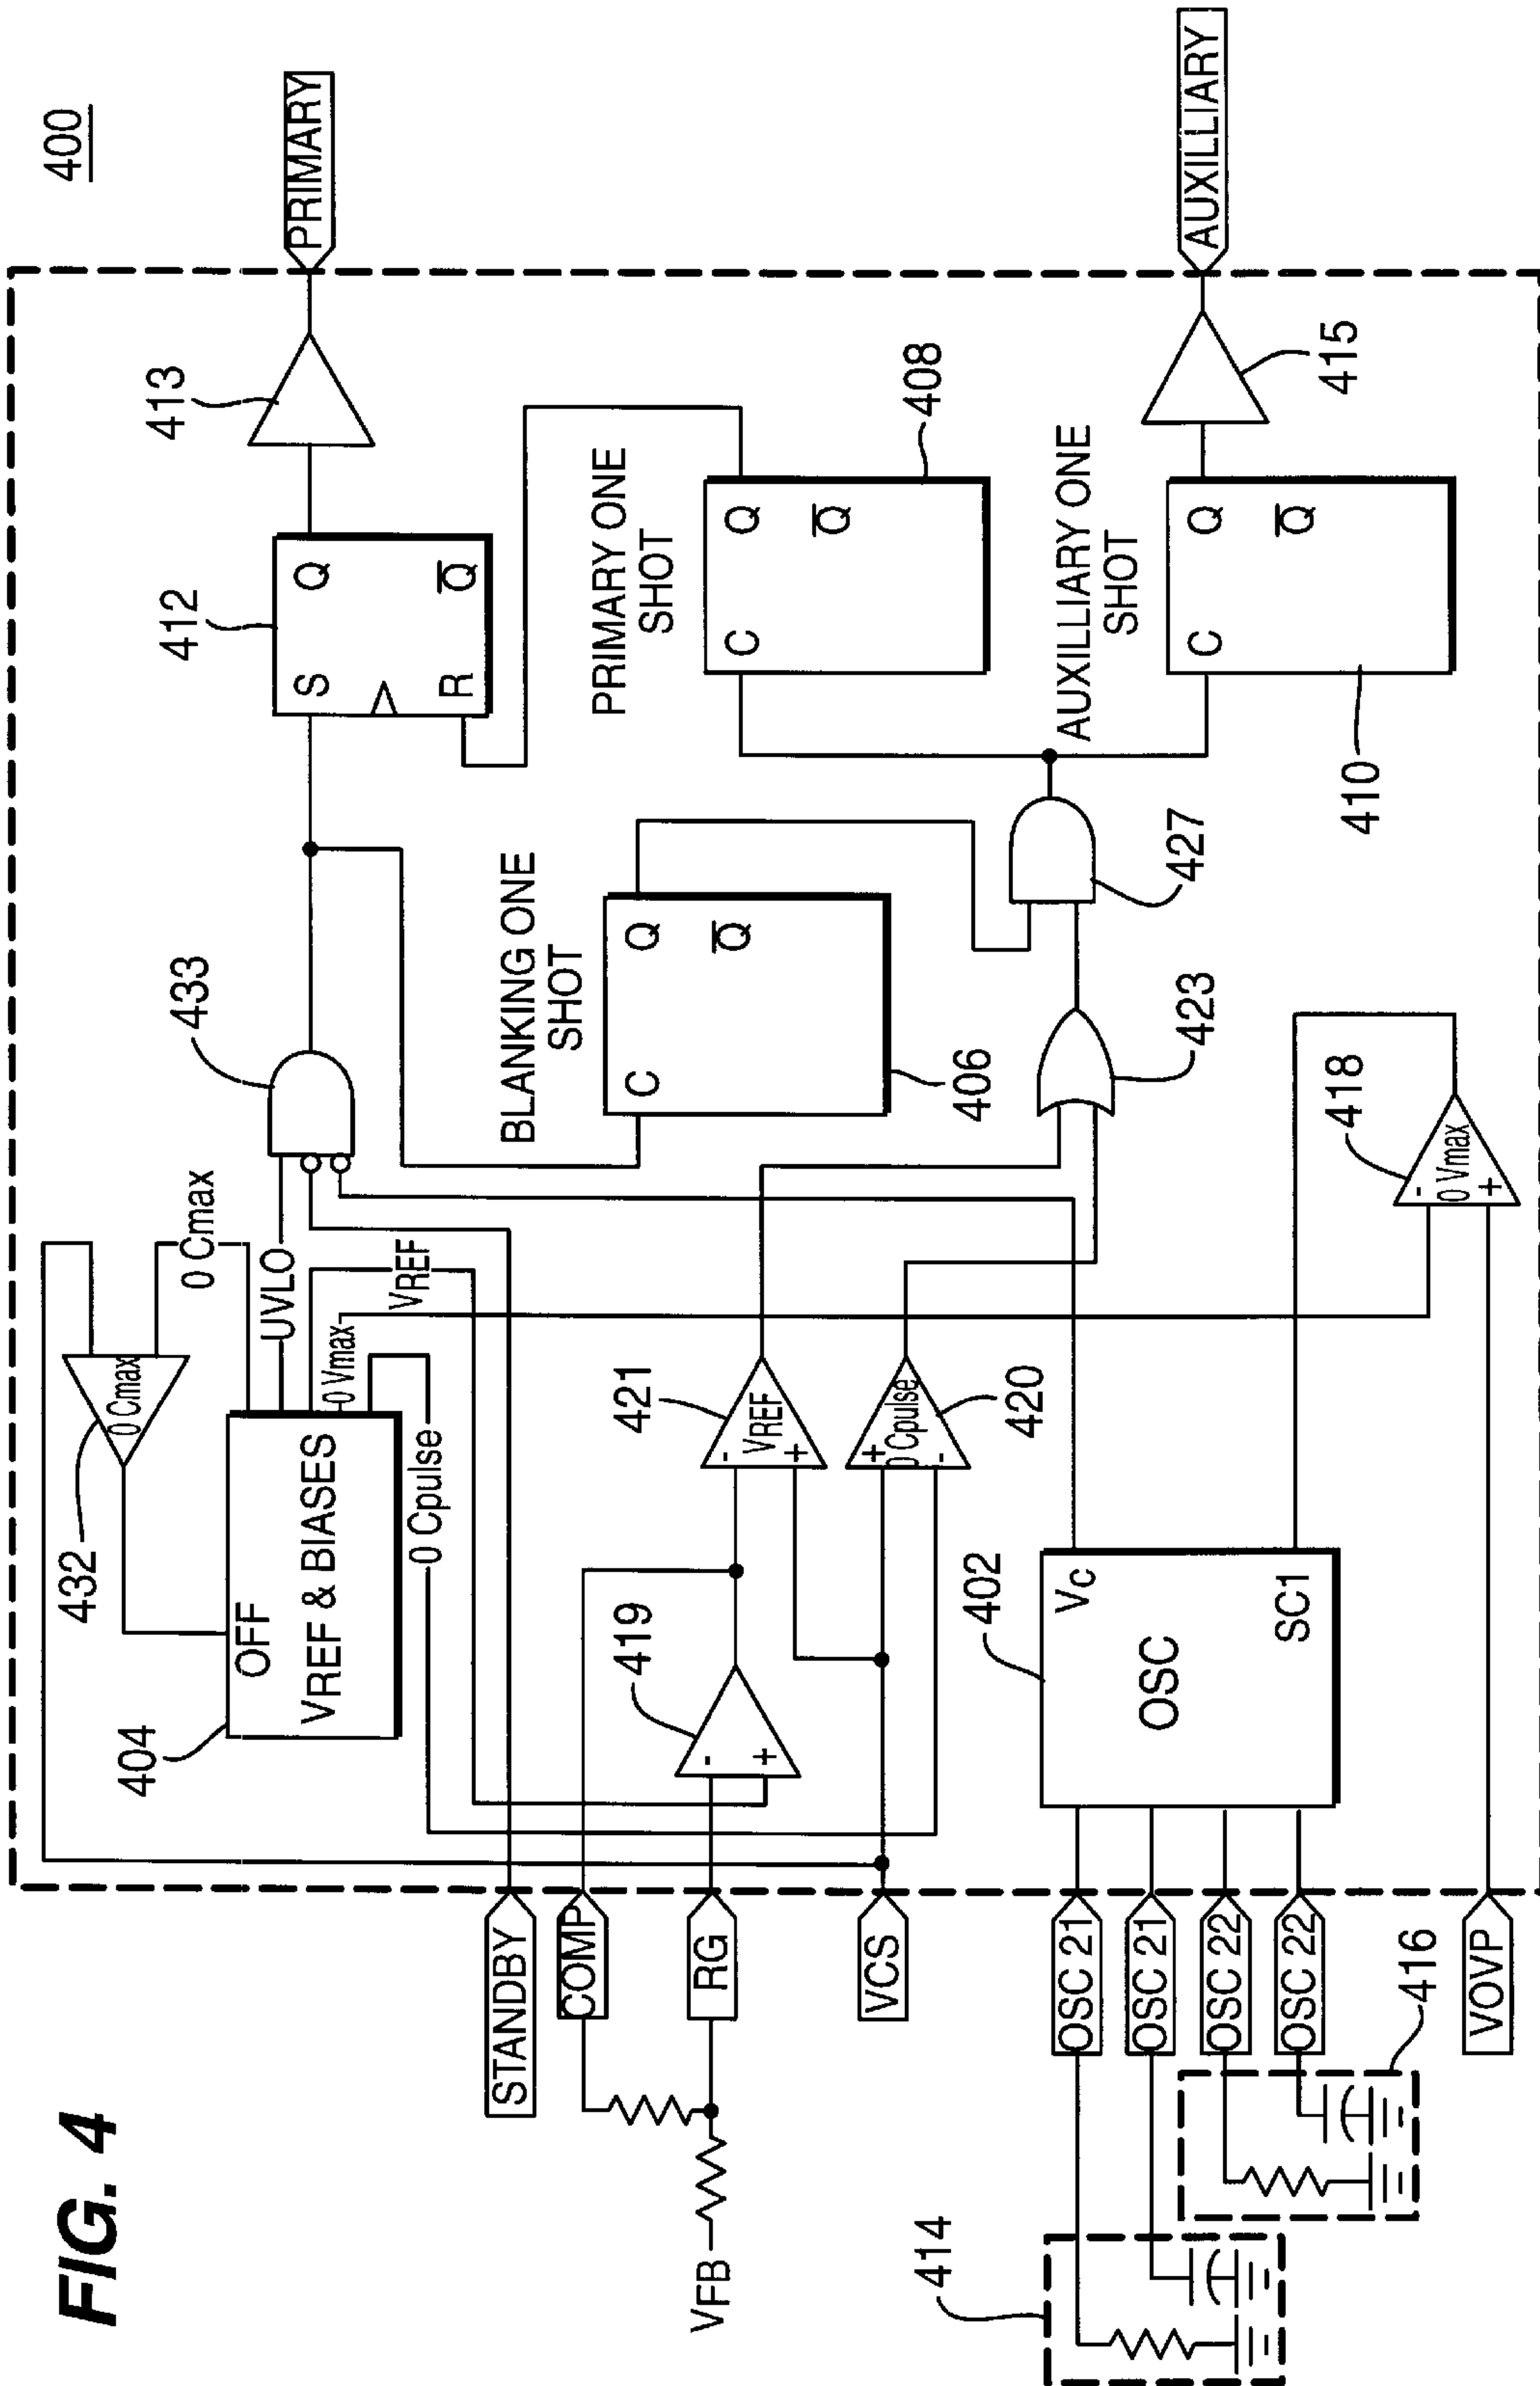 FIG. 4
400
404
OFF
VREF & BIASES
432
0 Cmax
0 Cmax
UVLO
VREF
0 Vmax
0 Cpulse
433
412
S
Q
R
Q
413
PRIMARY
STANDBY
COMP
RG
VFB
VCS
419
-
+
421
-
VREF
+
420
+
0 Cpulse
-
BLANKING ONE
SHOT
C
Q
Q
406
423
427
PRIMARY ONE
SHOT
C
Q
Q
408
AUXILLIARY ONE
SHOT
C
Q
Q
410
415
AUXILLIARY
402
OSC
VC
SC1
OSC 21
OSC 21
OSC 22
OSC 22
414
416
VOVP
418
-
0 Vmax
+